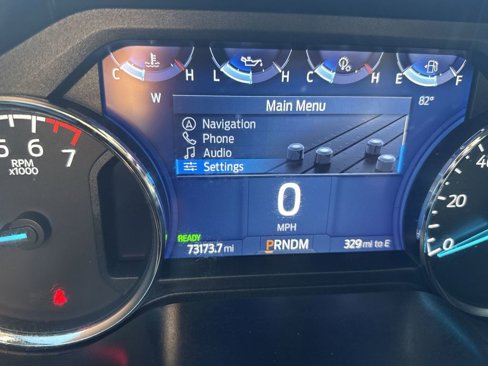 C H L H C H E F
W 82°
Main Menu
Navigation
Phone
Audio
Settings
5 6 7
RPM
x1000
0
MPH
READY
73173.7 mi PRNDM 329 mi to E
40
20
0